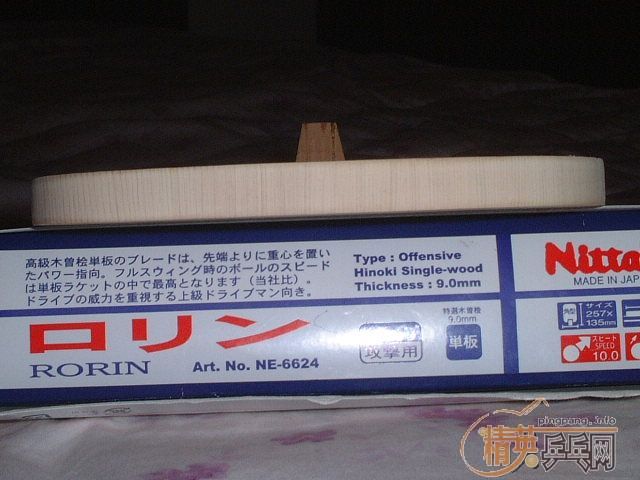 高級木曽桧単板のブレードは、先端よりに重心を置い
たパワー指向。フルスウィング時のボールのスピード
は単板ラケットの中で最高となります（当社比）。
ドライブの威力を重視する上級ドライブマン向き。
Type : Offensive
Hinoki Single-wood
Thickness : 9.0mm
Nitta
MADE IN JAP
ロリン
RORIN
Art. No. NE-6624
攻撃用
特選木曽桧
9.0mm
単板
角型
サイズ
257×
135mm
スピード
SPEED
10.0
pingpang.info
精英乒乓网